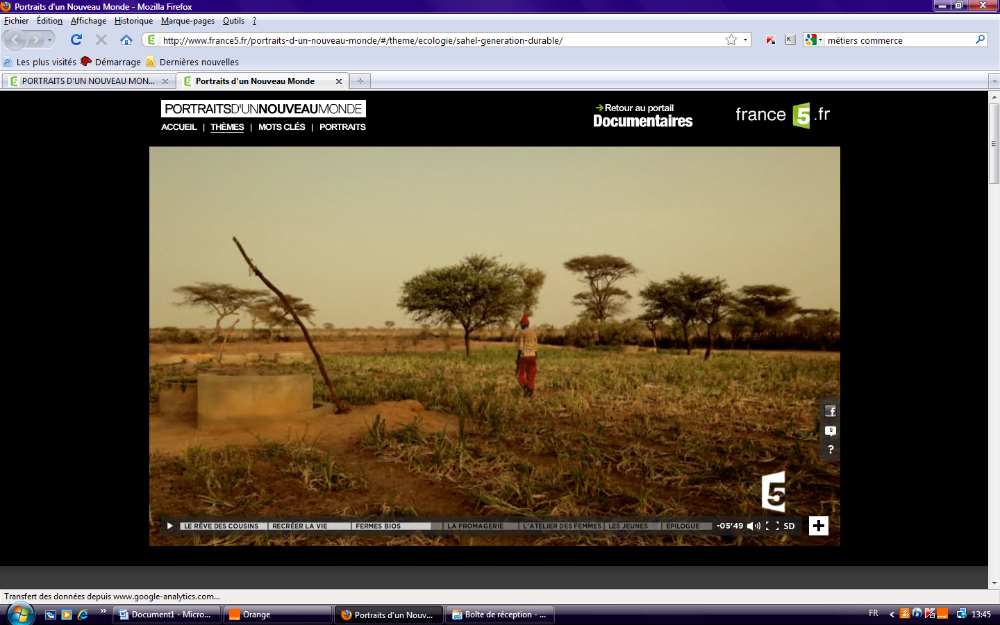 Portraits d'un Nouveau Monde - Mozilla Firefox
Fichier Édition Affichage Historique Marque-pages Outils ?
http://www.france5.fr/portraits-d-un-nouveau-monde/#/theme/ecologie/sahel-generation-durable/
K
métiers commerce
Les plus visités Démarrage Dernières nouvelles
PORTRAITS D'UN NOUVEAU MON...
Portraits d'un Nouveau Monde
PORTRAITSD'UNNOUVEAUMONDE
ACCUEIL | THÈMES | MOTS CLÉS | PORTRAITS
Retour au portail
Documentaires
france 5 .fr
f
5
?
5
LE RÊVE DES COUSINS | RECRÉER LA VIE | FERMES BIOS | LA FROMAGERIE | L'ATELIER DES FEMMES | LES JEUNES | EPILOGUE -05'49 SD
Transfert des données depuis www.google-analytics.com...
» Document1 - Micro... Orange Portraits d'un Nouv... Boîte de réception - ... FR < 13:45